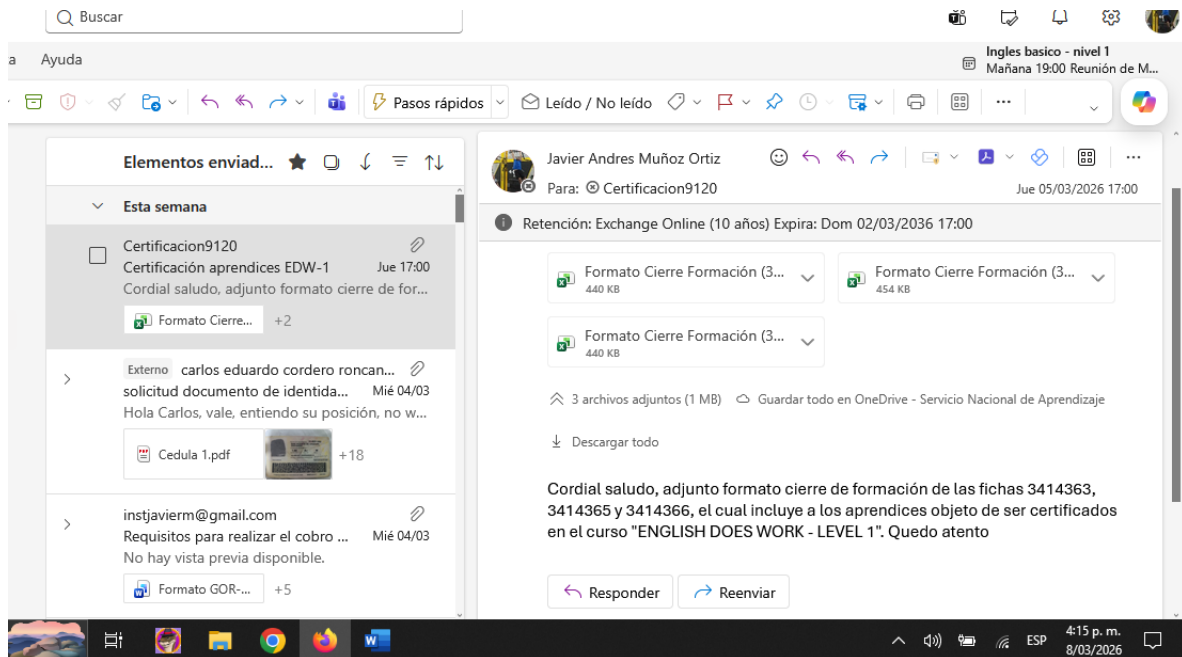 Buscar
a Ayuda
Ingles basico - nivel 1
Mañana 19:00 Reunión de M...
Pasos rápidos
Leído / No leído
Elementos enviad...
Esta semana
Certificacion9120
Certificación aprendices EDW-1 Jue 17:00
Cordial saludo, adjunto formato cierre de for...
Formato Cierre... +2
Externo carlos eduardo cordero roncan...
solicitud documento de identida... Mié 04/03
Hola Carlos, vale, entiendo su posición, no w...
Cedula 1.pdf +18
instjavierm@gmail.com
Requisitos para realizar el cobro ... Mié 04/03
No hay vista previa disponible.
Formato GOR-... +5
Javier Andres Muñoz Ortiz
Para: Certificacion9120 Jue 05/03/2026 17:00
Retención: Exchange Online (10 años) Expira: Dom 02/03/2036 17:00
Formato Cierre Formación (3...
440 KB
Formato Cierre Formación (3...
454 KB
Formato Cierre Formación (3...
440 KB
3 archivos adjuntos (1 MB) Guardar todo en OneDrive - Servicio Nacional de Aprendizaje
Descargar todo
Cordial saludo, adjunto formato cierre de formación de las fichas 3414363,
3414365 y 3414366, el cual incluye a los aprendices objeto de ser certificados
en el curso "ENGLISH DOES WORK - LEVEL 1". Quedo atento
Responder
Reenviar
ESP
4:15 p. m.
8/03/2026